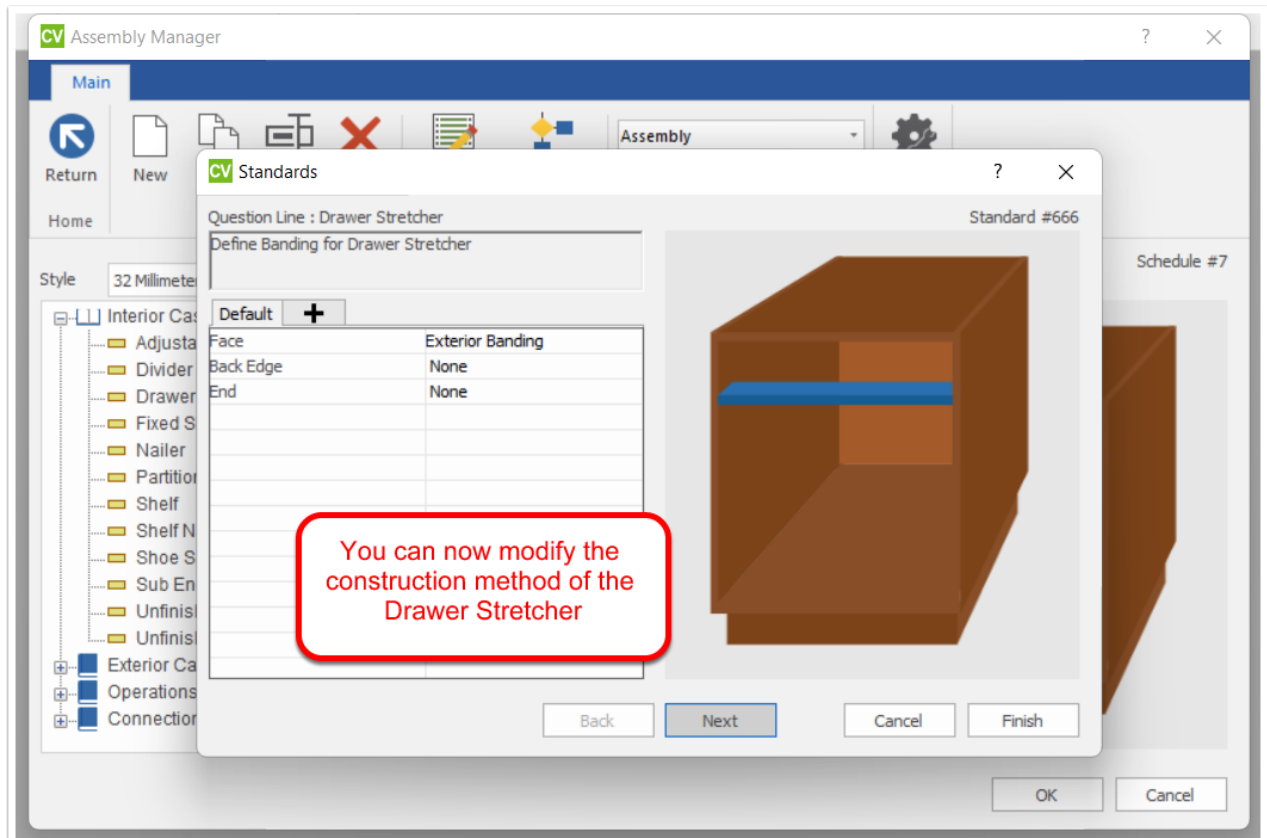 CV Assembly Manager
?
Main
Return
New
Assembly
Home
Style
32 Millimeter
Interior Cas
Adjusta
Divider
Drawer
Fixed S
Nailer
Partition
Shelf
Shelf N
Shoe S
Sub En
Unfinis
Unfinis
Exterior Ca
Operations
Connection
Schedule #7
CV Standards
?
Question Line : Drawer Stretcher
Standard #666
Define Banding for Drawer Stretcher
Default
Face Exterior Banding
Back Edge None
End None
You can now modify the
construction method of the
Drawer Stretcher
Back
Next
Cancel
Finish
OK
Cancel